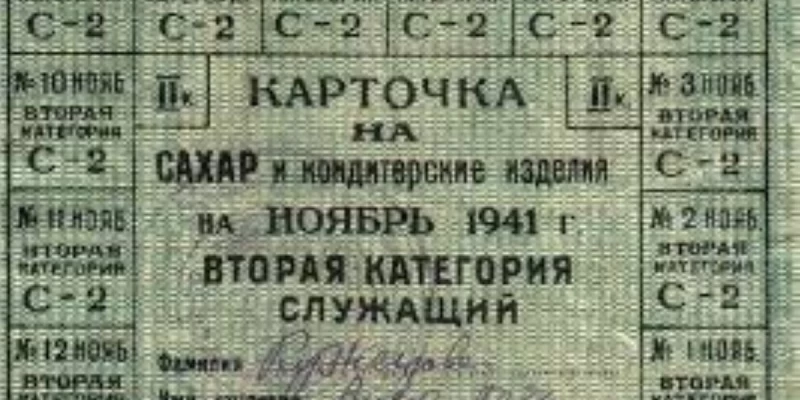 С-2 С-2 С-2 С-2 С-2 С-2
№ 10 НОЯБ.
ВТОРАЯ
КАТЕГОРИЯ
С-2
№ 11 НОЯБ.
ВТОРАЯ
КАТЕГОРИЯ
С-2
№ 12 НОЯБ.
ВТОРАЯ
II к.
КАРТОЧКА
НА
САХАР и кондитерские изделия
НА НОЯБРЬ 1941 г.
ВТОРАЯ КАТЕГОРИЯ
СЛУЖАЩИЙ
Фамилия
II к.
№ 3 НОЯБ.
ВТОРАЯ
КАТЕГОРИЯ
С-2
№ 2 НОЯБ.
ВТОРАЯ
КАТЕГОРИЯ
С-2
№ 1 НОЯБ.
ВТОРАЯ